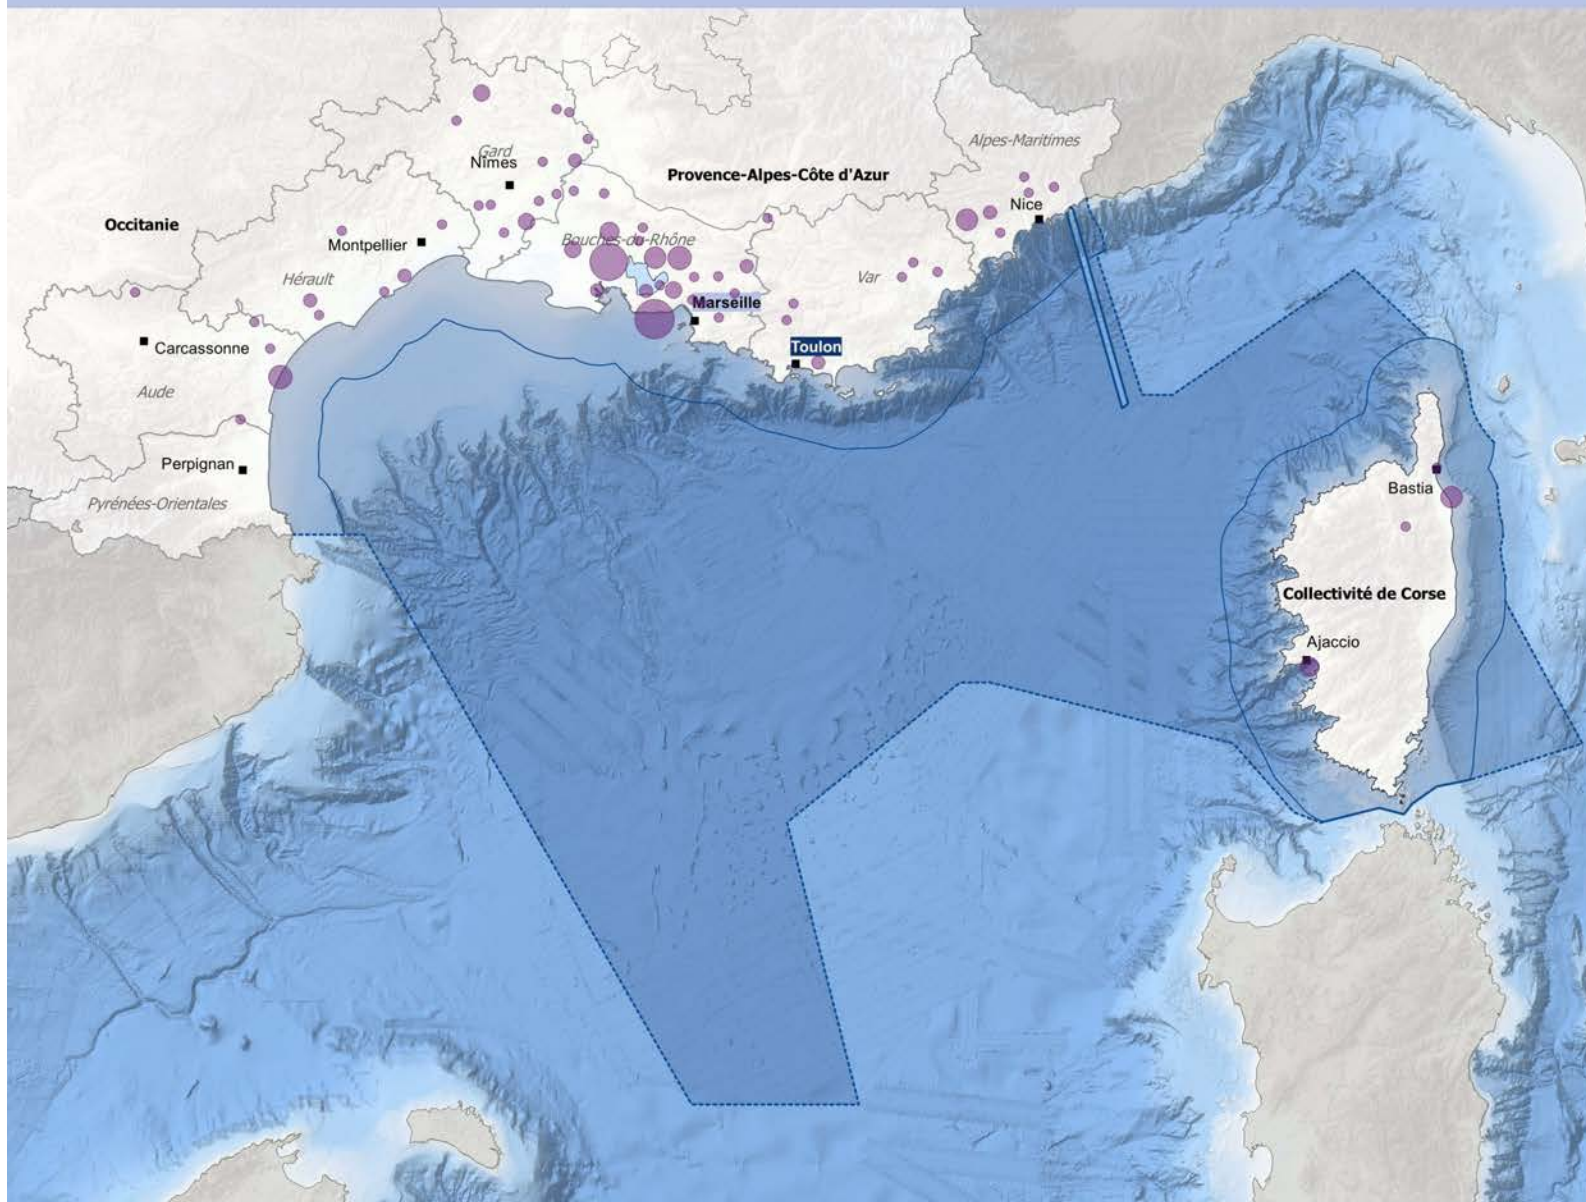 Alpes-Maritimes
Gard
Nîmes
Provence-Alpes-Côte d'Azur
Nice
Occitanie
Montpellier
Bouches-du-Rhône
Hérault
Var
Marseille
Toulon
Carcassonne
Aude
Perpignan
Bastia
Pyrénées-Orientales
Collectivité de Corse
Ajaccio